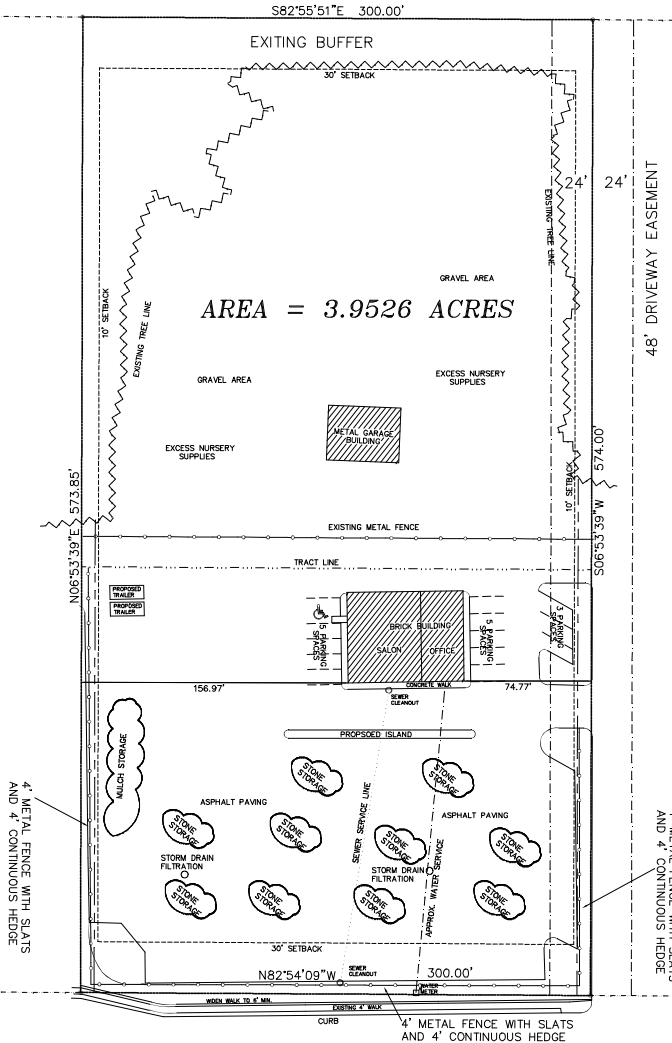 S82°55'51"E 300.00'
EXITING BUFFER
30' SETBACK
24' 24'
EXISTING TREE LINE
48' DRIVEWAY EASEMENT
GRAVEL AREA
10' SETBACK
EXISTING TREE LINE
AREA = 3.9526 ACRES
GRAVEL AREA
EXCESS NURSERY
SUPPLIES
METAL GARAGE
BUILDING
EXCESS NURSERY
SUPPLIES
10' SETBACK
N06°53'39"E 573.85'
S06°53'39"W 574.00'
EXISTING METAL FENCE
TRACT LINE
PROPOSED
TRAILER
PROPOSED
TRAILER
5 PARKING
SPACES
BRICK BUILDING
SALON
OFFICE
5 PARKING
SPACES
3 PARKING
SPACES
CONCRETE WALK
156.97'
74.77'
SEWER
CLEANOUT
PROPSOED ISLAND
MULCH STORAGE
STONE
STORAGE
STONE
STORAGE
ASPHALT PAVING
ASPHALT PAVING
STONE
STORAGE
STONE
STORAGE
STONE
STORAGE
STONE
STORAGE
SEWER SERVICE LINE
APPROX. WATER SERVICE
STORM DRAIN
FILTRATION
STORM DRAIN
FILTRATION
STONE
STORAGE
STONE
STORAGE
STONE
STORAGE
STONE
STORAGE
4' METAL FENCE WITH SLATS
AND 4' CONTINUOUS HEDGE
METAL FENCE WITH SLATS
AND 4' CONTINUOUS HEDGE
30' SETBACK
N82°54'09"W 300.00'
SEWER
CLEANOUT
WATER
METER
WIDEN WALK TO 6' MIN.
EXISTING 4' WALK
CURB
4' METAL FENCE WITH SLATS
AND 4' CONTINUOUS HEDGE